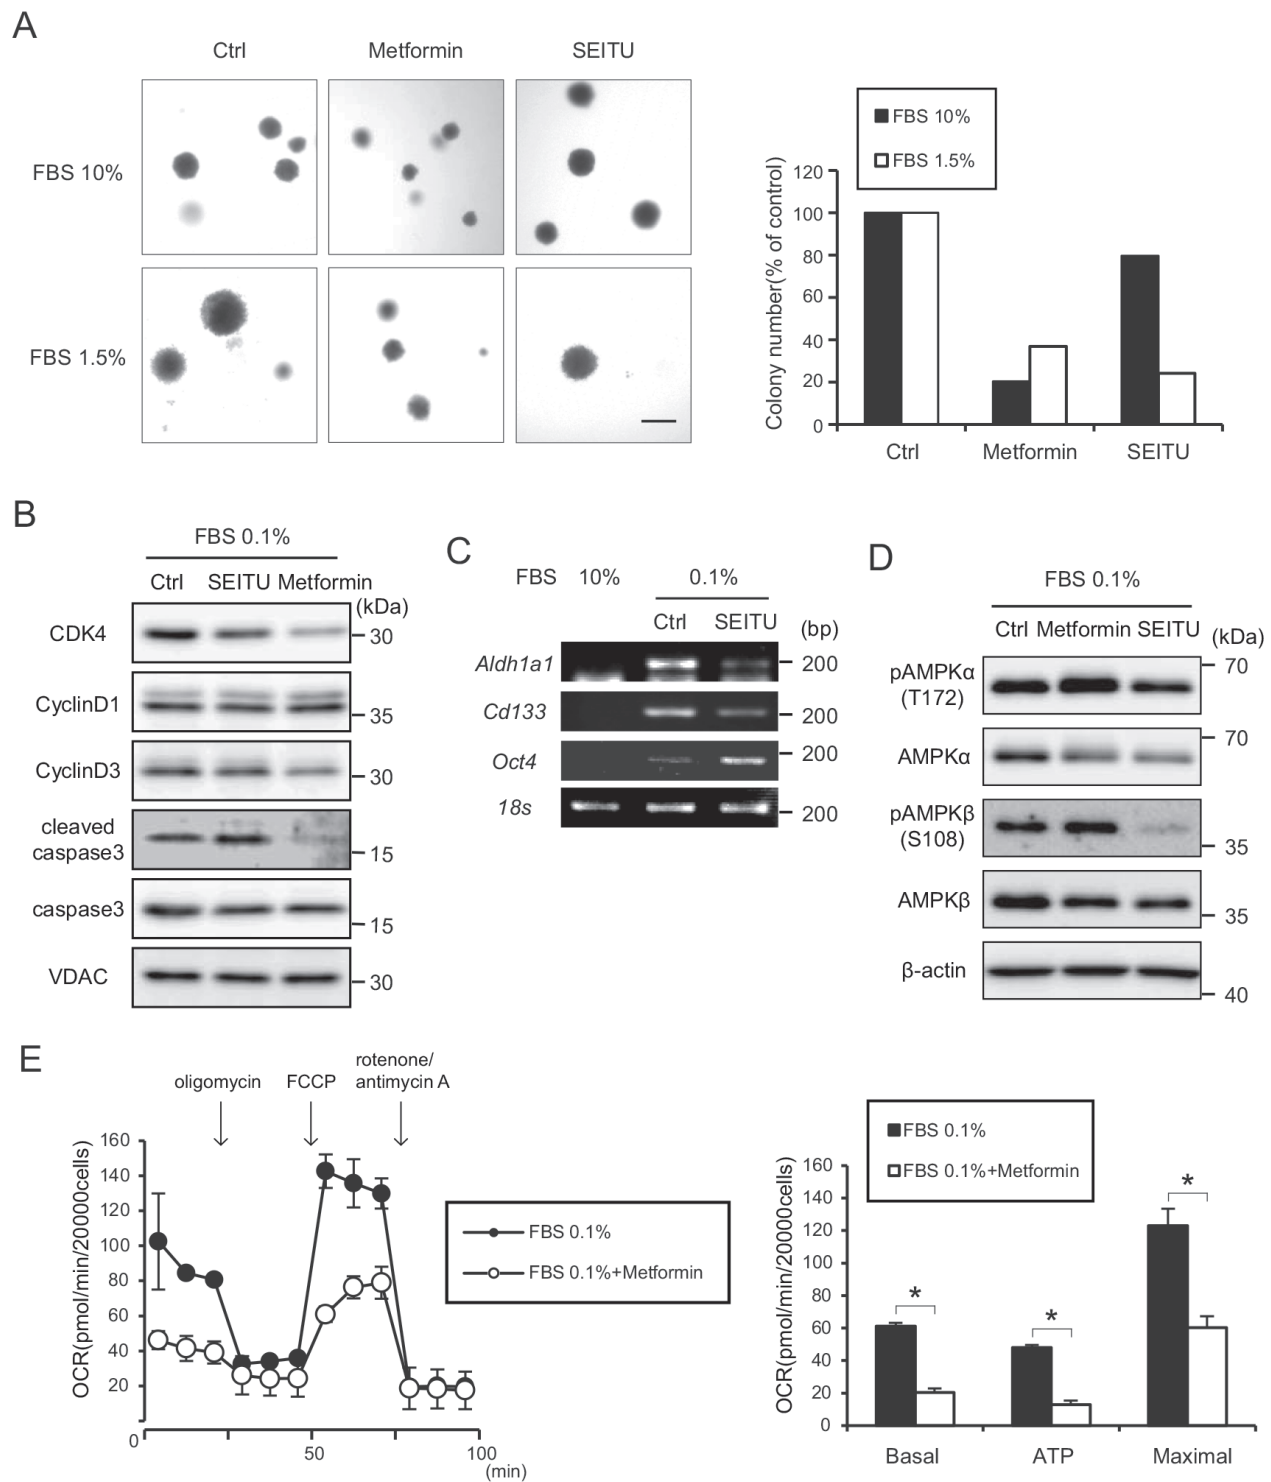 A
Ctrl
Metformin
SEITU
FBS 10%
FBS 1.5%
FBS 10%
FBS 1.5%
Colony number(% of control)
120
100
80
60
40
20
0
Ctrl
Metformin
SEITU
B
FBS 0.1%
Ctrl
SEITU
Metformin
(kDa)
CDK4
30
CyclinD1
35
CyclinD3
30
cleaved
caspase3
15
caspase3
15
VDAC
30
C
FBS
10%
0.1%
Ctrl
SEITU
(bp)
Aldh1a1
200
Cd133
200
Oct4
200
18s
200
D
FBS 0.1%
Ctrl
Metformin
SEITU
(kDa)
pAMPKα
(T172)
70
AMPKα
70
pAMPKβ
(S108)
35
AMPKβ
35
β-actin
40
E
oligomycin
FCCP
rotenone/
antimycin A
OCR(pmol/min/20000cells)
160
140
120
100
80
60
40
20
0
50
100
(min)
FBS 0.1%
FBS 0.1%+Metformin
FBS 0.1%
FBS 0.1%+Metformin
OCR(pmol/min/20000cells)
160
140
120
100
80
60
40
20
0
*
*
*
Basal
ATP
Maximal